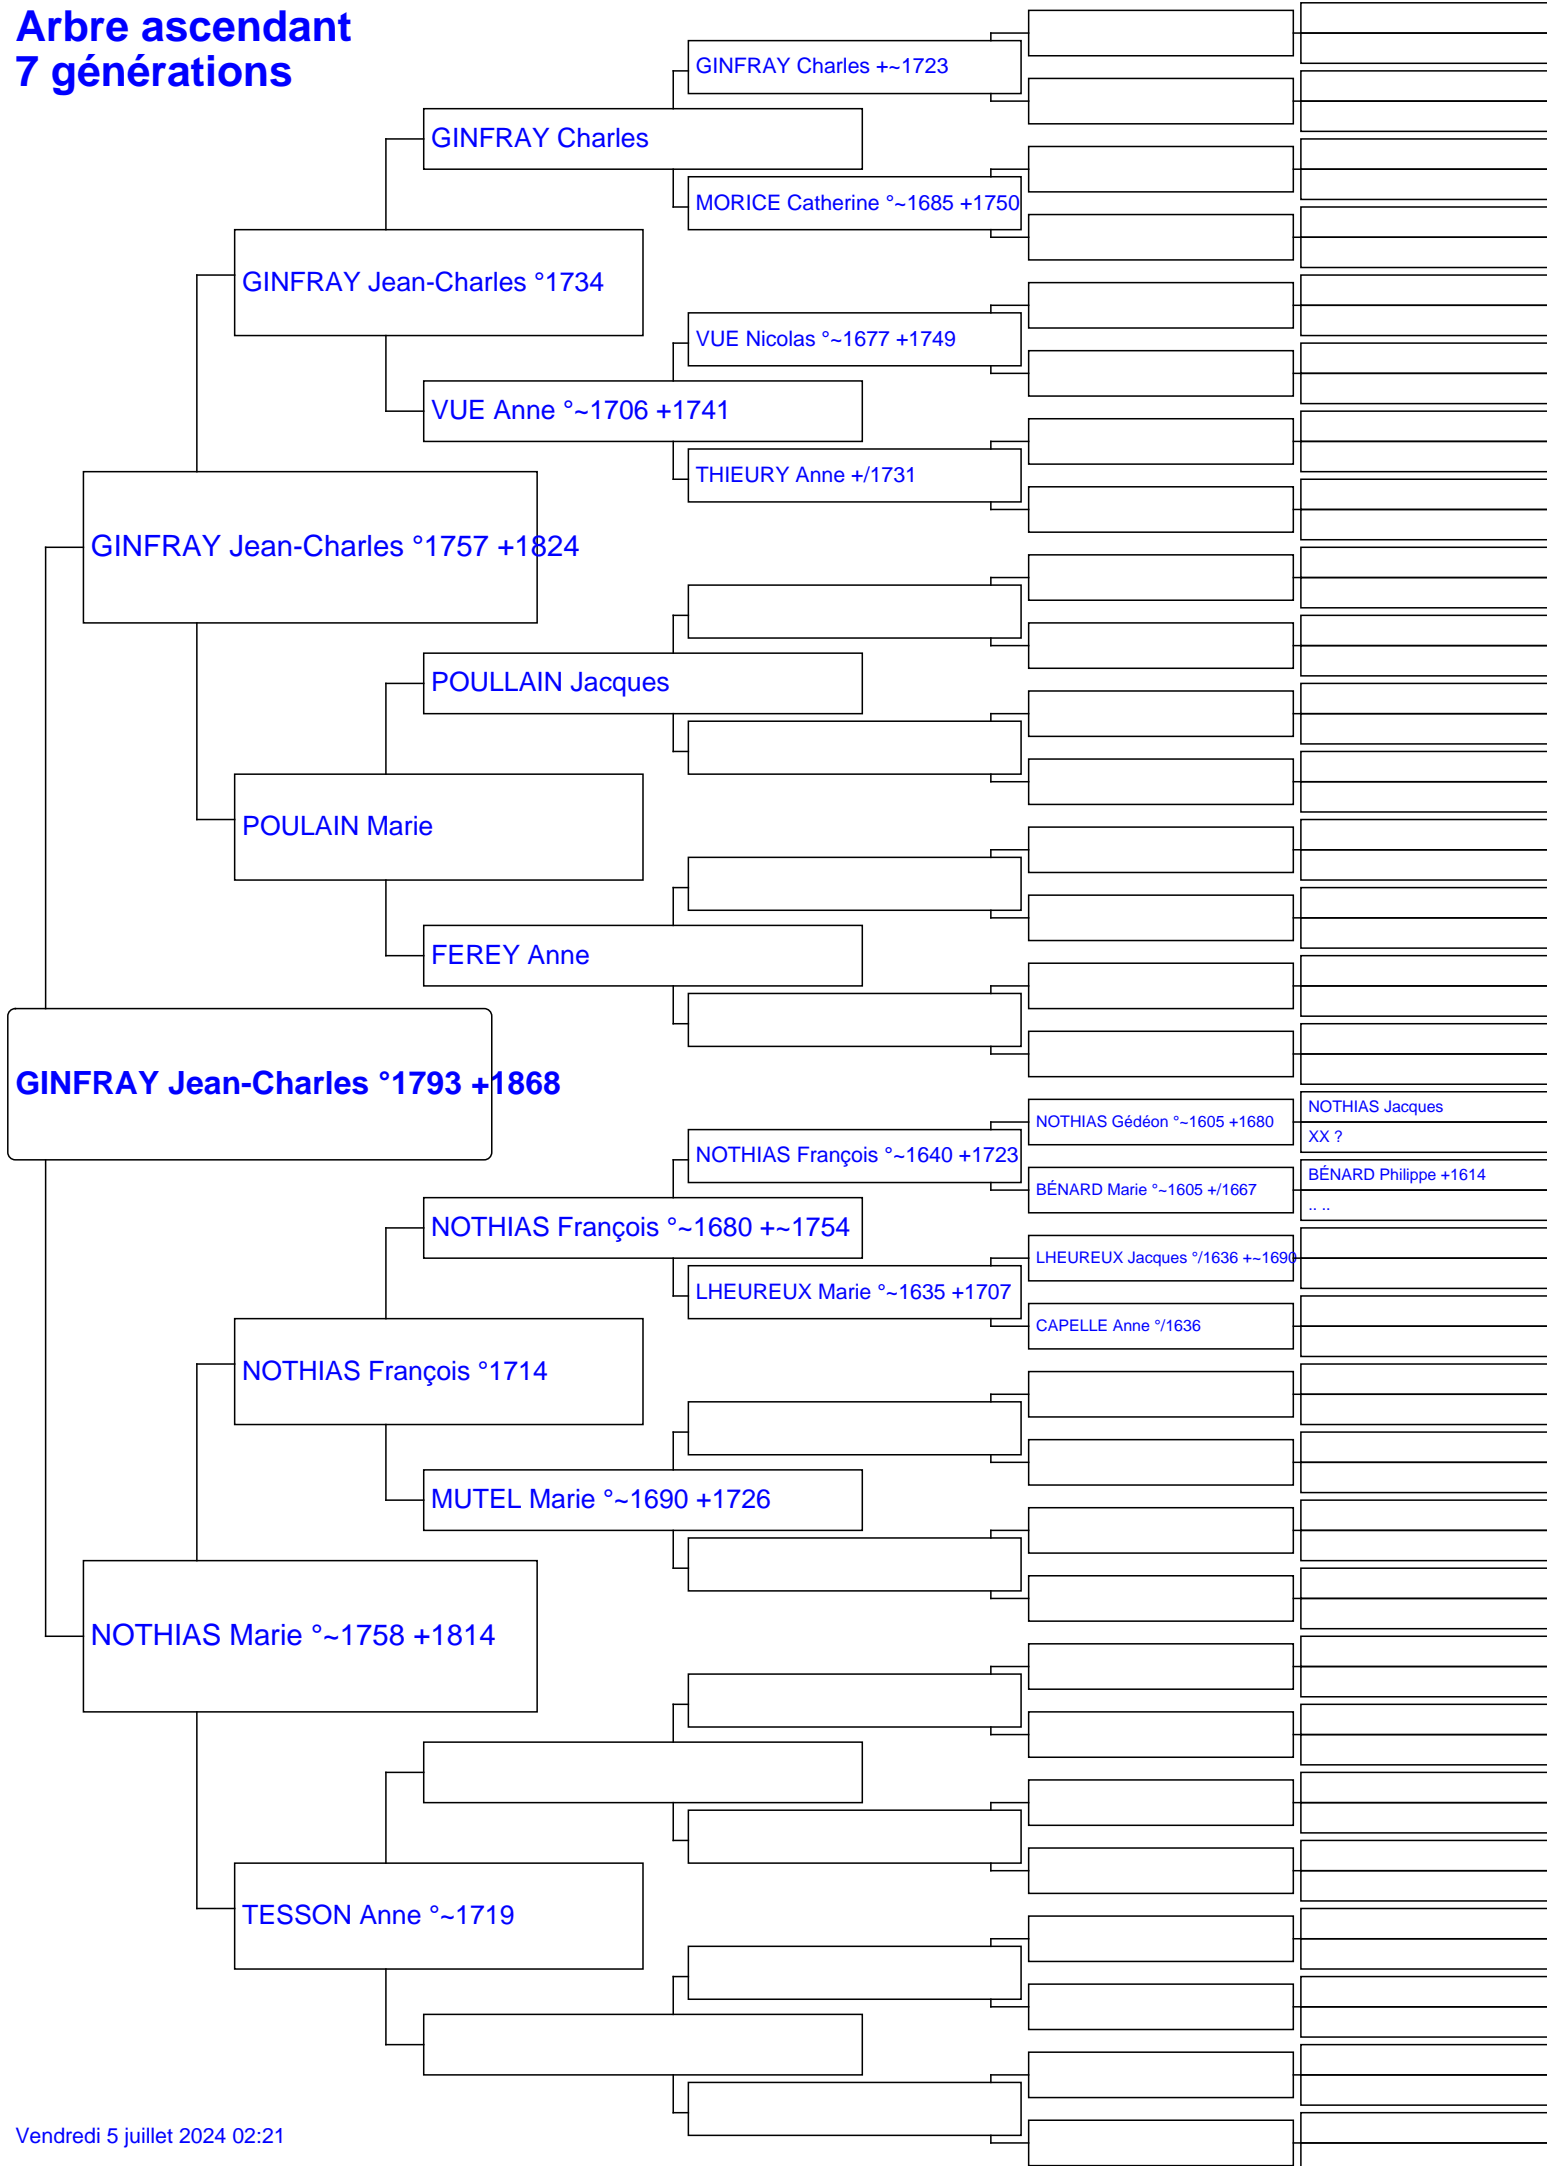 Arbre ascendant
7 générations
GINFRAY Charles +~1723
GINFRAY Charles
MORICE Catherine °~1685 +1750
GINFRAY Jean-Charles °1734
VUE Nicolas °~1677 +1749
VUE Anne °~1706 +1741
THIEURY Anne +/1731
GINFRAY Jean-Charles °1757 +1824
POULLAIN Jacques
POULAIN Marie
FEREY Anne
GINFRAY Jean-Charles °1793 +1868
NOTHIAS Jacques
NOTHIAS Gédéon °~1605 +1680
XX ?
NOTHIAS François °~1640 +1723
BÉNARD Philippe +1614
BÉNARD Marie °~1605 +/1667
.. ..
NOTHIAS François °~1680 +~1754
LHEUREUX Jacques °/1636 +~1690
LHEUREUX Marie °~1635 +1707
CAPELLE Anne °/1636
NOTHIAS François °1714
MUTEL Marie °~1690 +1726
NOTHIAS Marie °~1758 +1814
TESSON Anne °~1719
Vendredi 5 juillet 2024 02:21